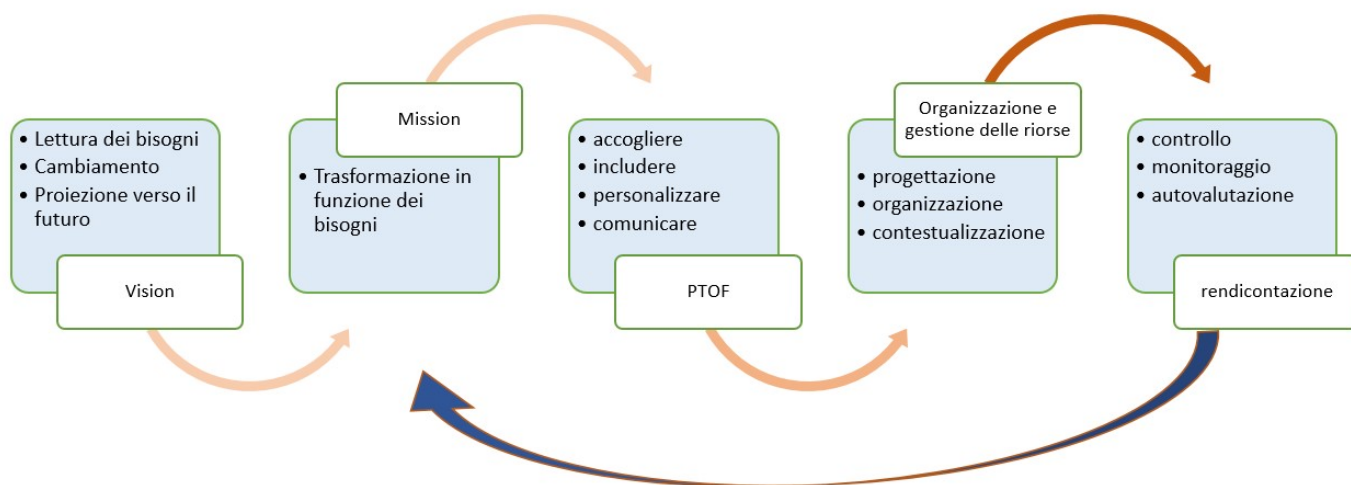 • Lettura dei bisogni
• Cambiamento
• Proiezione verso il
futuro
Vision
Mission
• Trasformazione in
funzione dei
bisogni
• accogliere
• includere
• personalizzare
• comunicare
PTOF
Organizzazione e
gestione delle riorse
• progettazione
• organizzazione
• contestualizzazione
• controllo
• monitoraggio
• autovalutazione
rendicontazione